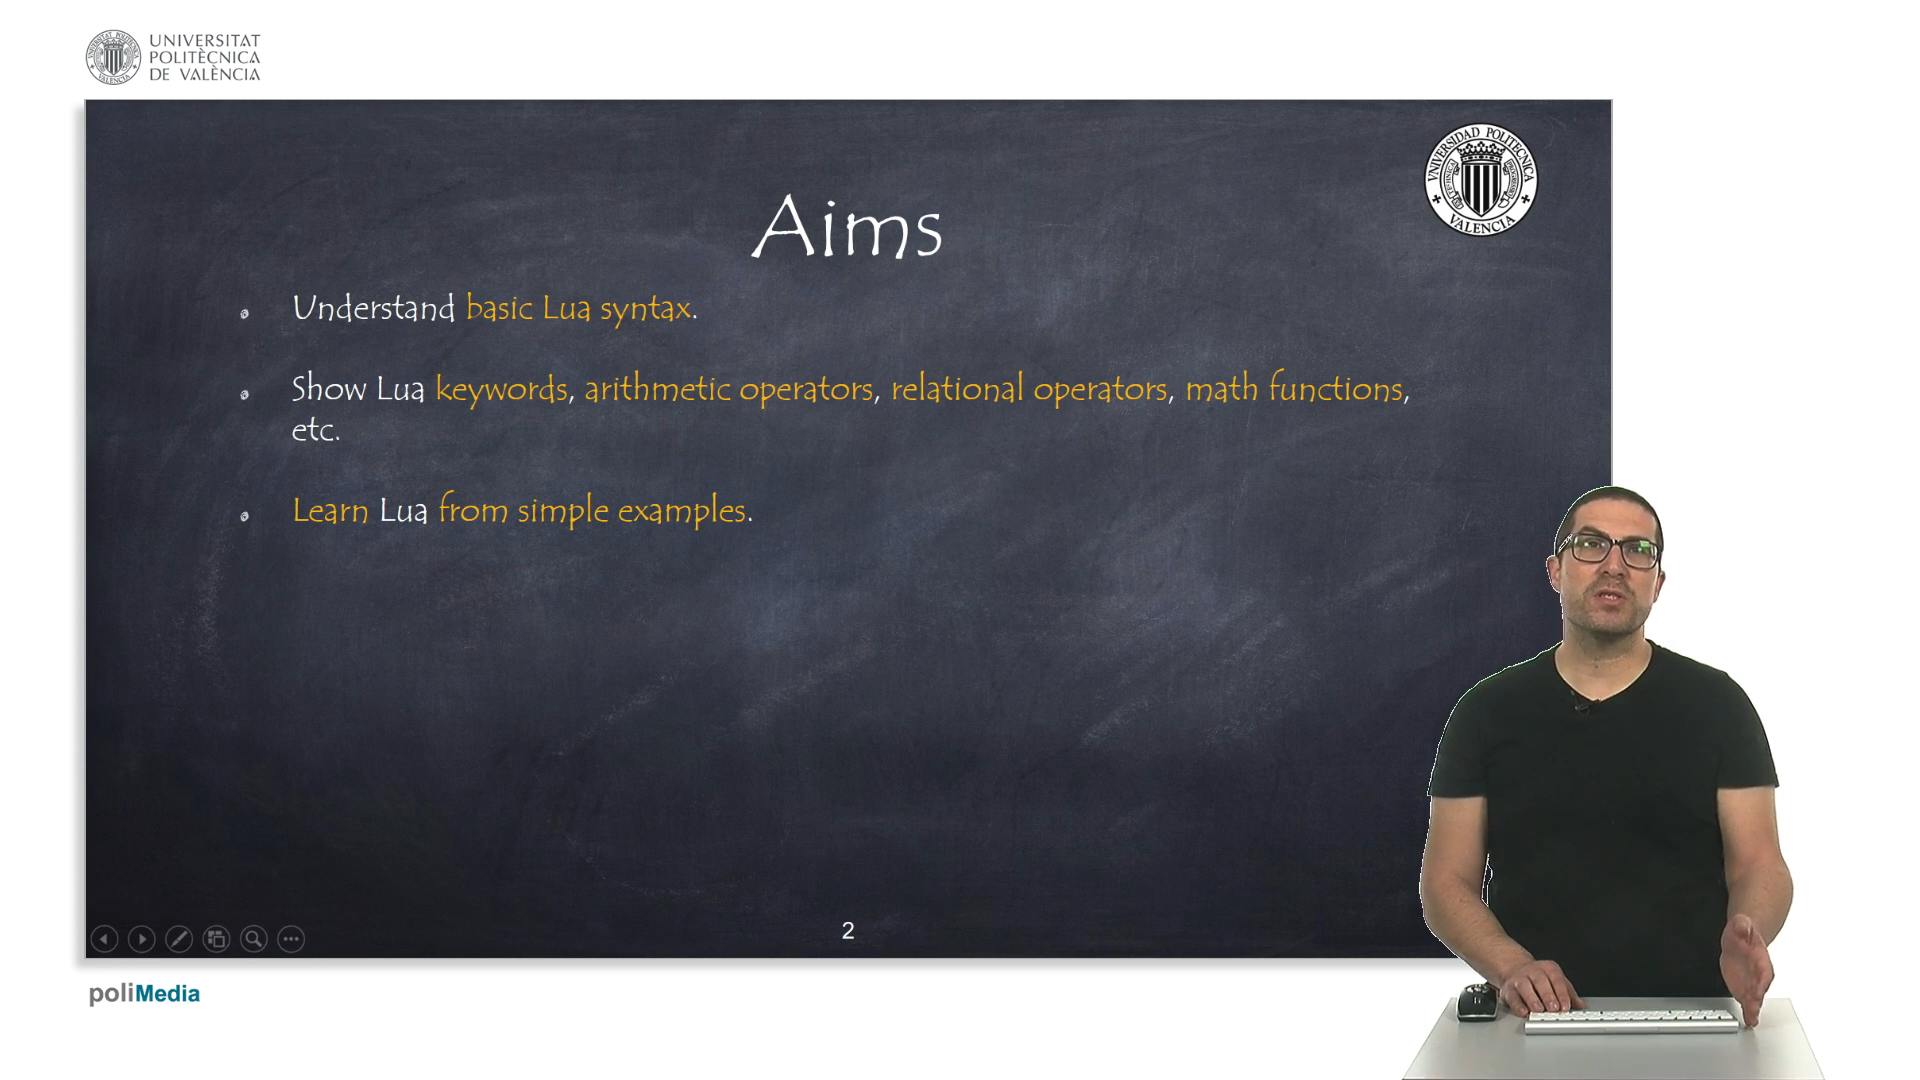 UNIVERSITAT
POLITÈCNICA
DE VALÈNCIA
VNIVERSIDAD POLITECNICA
VALENCIA
Aims
Understand basic Lua syntax.
Show Lua keywords, arithmetic operators, relational operators, math functions,
etc.
Learn Lua from simple examples.
2
poliMedia